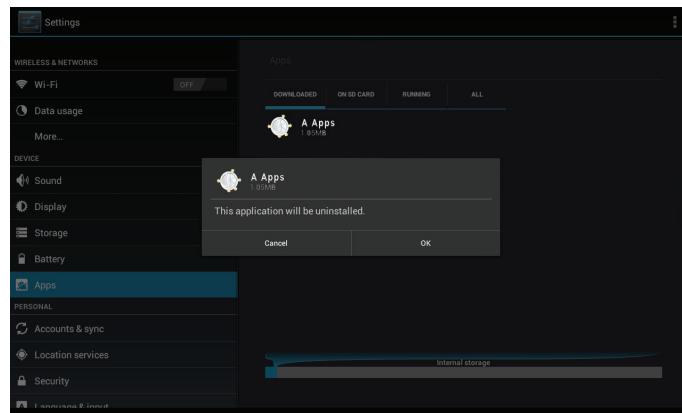 Settings
WIRELESS & NETWORKS
Wi-Fi
OFF
Data usage
More...
DEVICE
Sound
Display
Storage
Battery
Apps
PERSONAL
Accounts & sync
Location services
Security
Language & input
Apps
DOWNLOADED
ON SD CARD
RUNNING
ALL
A Apps
1.05MB
A Apps
1.05MB
This application will be uninstalled.
Cancel
OK
Internal storage